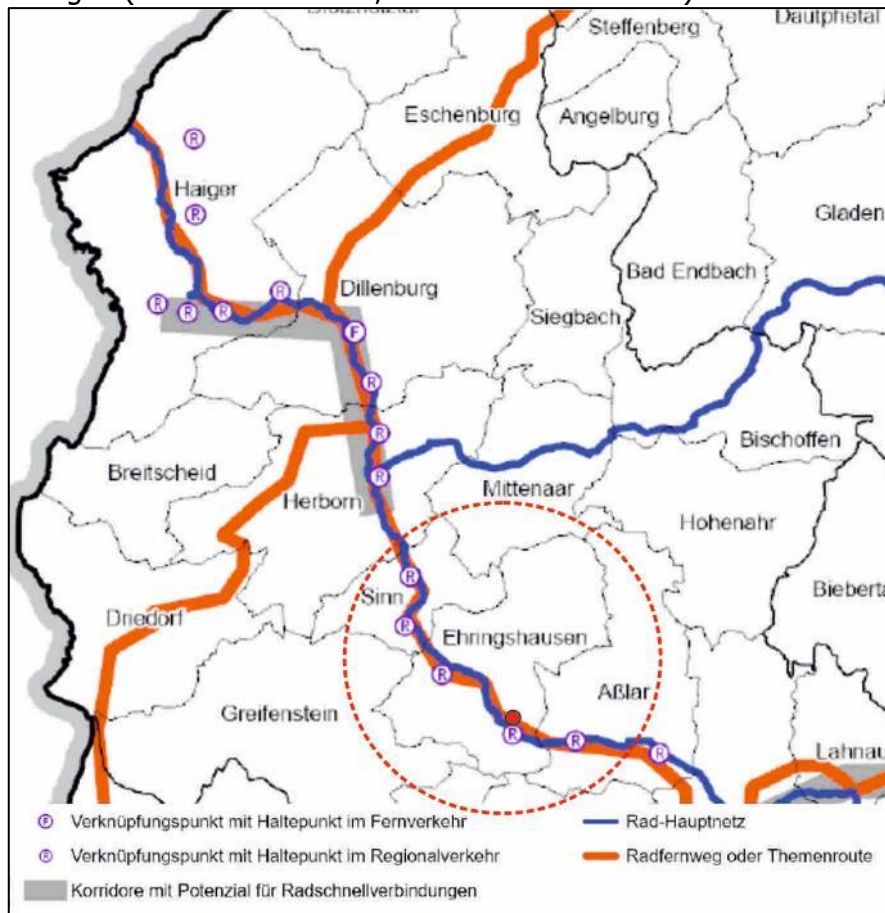 Dautphetal
Steffenberg
Eschenburg
Angelburg
R
Haiger
R
Gladen
Bad Endbach
Dillenburg
R
R
R
R
Siegbach
F
R
R
Bischoffen
Breitscheid
R
Herborn
Mittenaar
Hohenahr
R
Sinn
Bieberta
Driedorf
R
Ehringshausen
R
Aßlar
Greifenstein
R
R
R
Lahnau
F Verknüpfungspunkt mit Haltepunkt im Fernverkehr
Rad-Hauptnetz
R Verknüpfungspunkt mit Haltepunkt im Regionalverkehr
Radfernweg oder Themenroute
Korridore mit Potenzial für Radschnellverbindungen